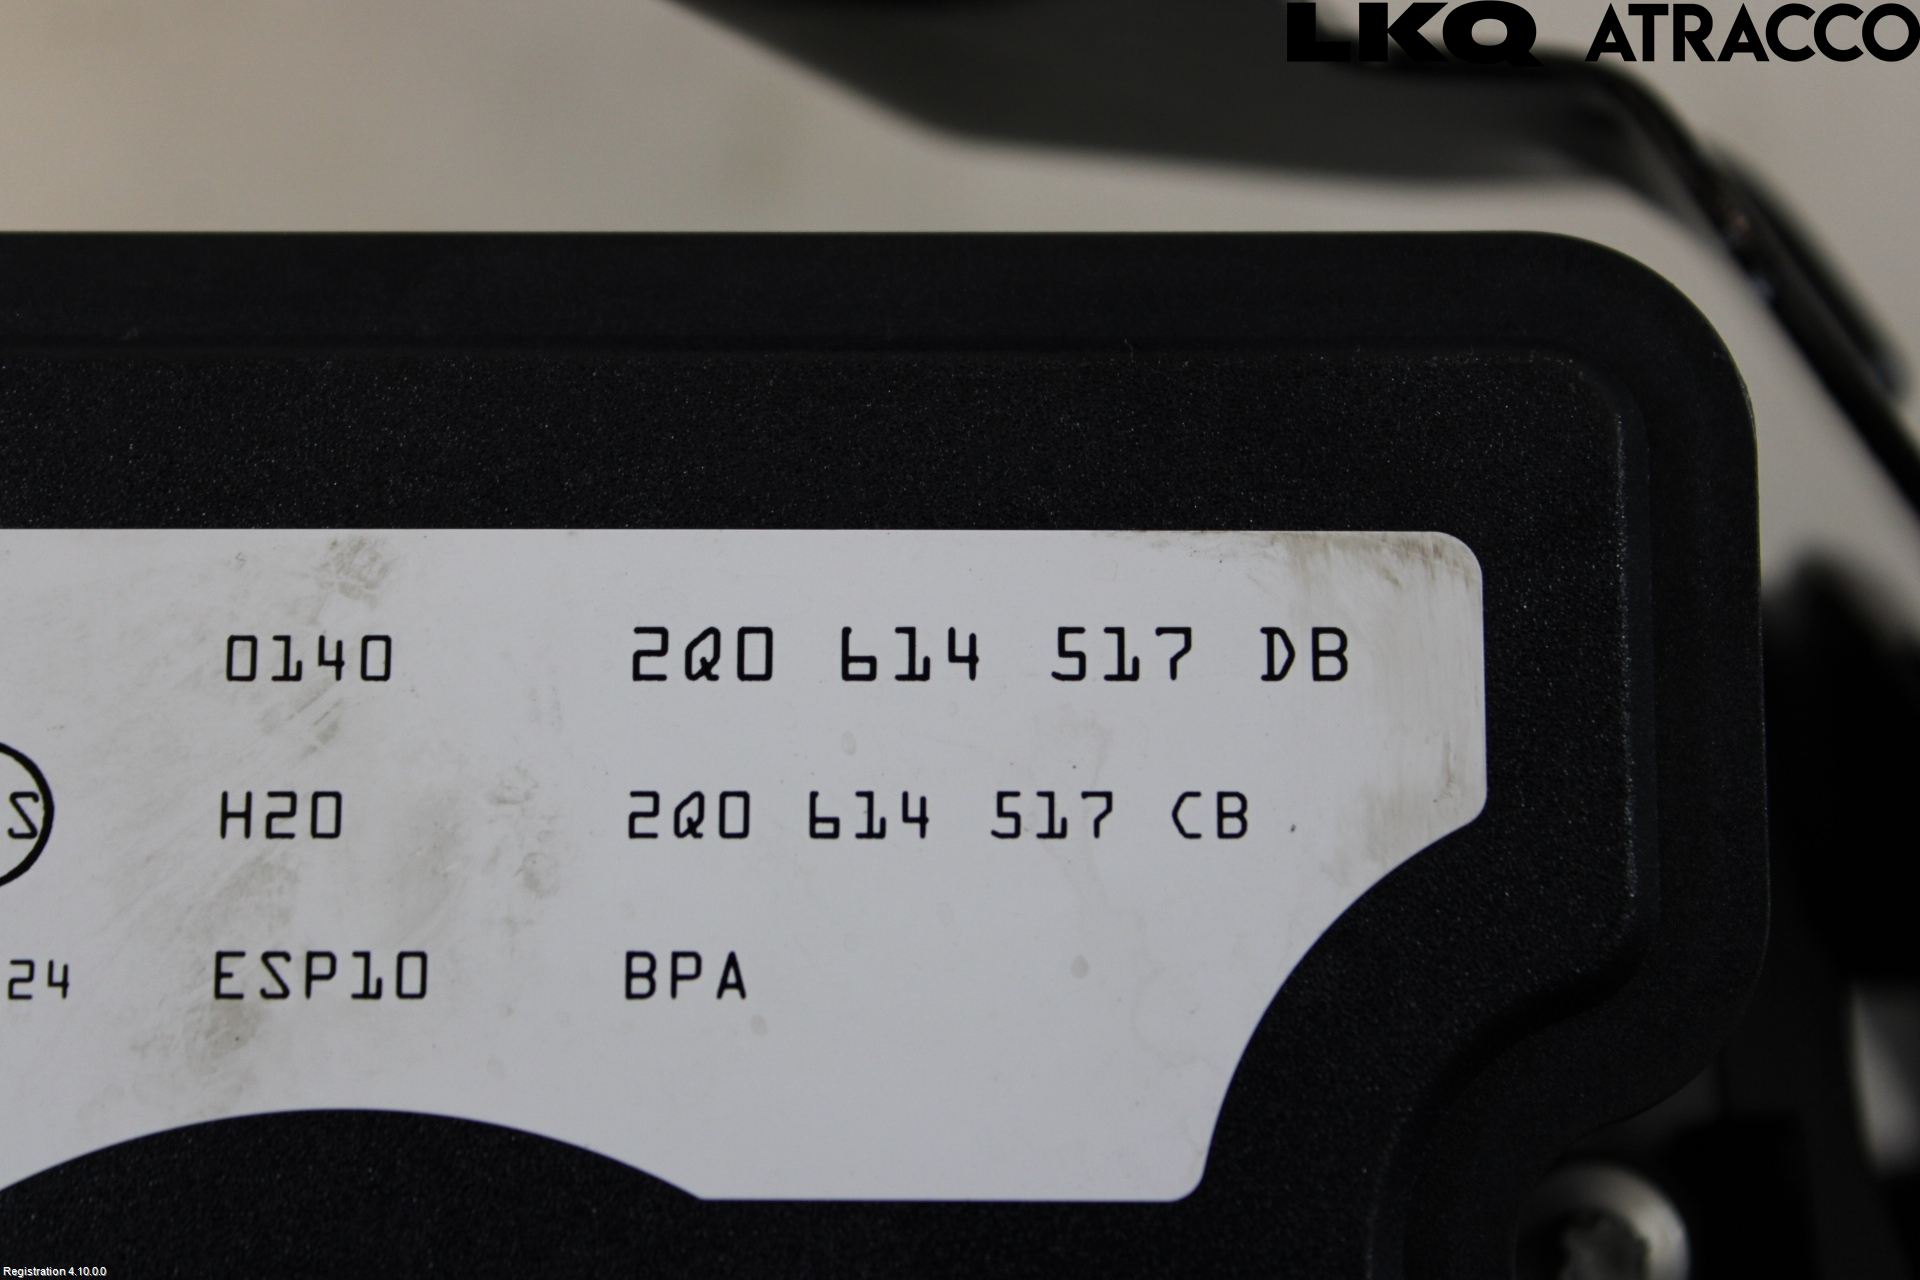 LKQ ATRACCO
0140 2Q0 614 517 DB
S H20 2Q0 614 517 CB
24 ESP10 BPA
Registration 4.10.0.0